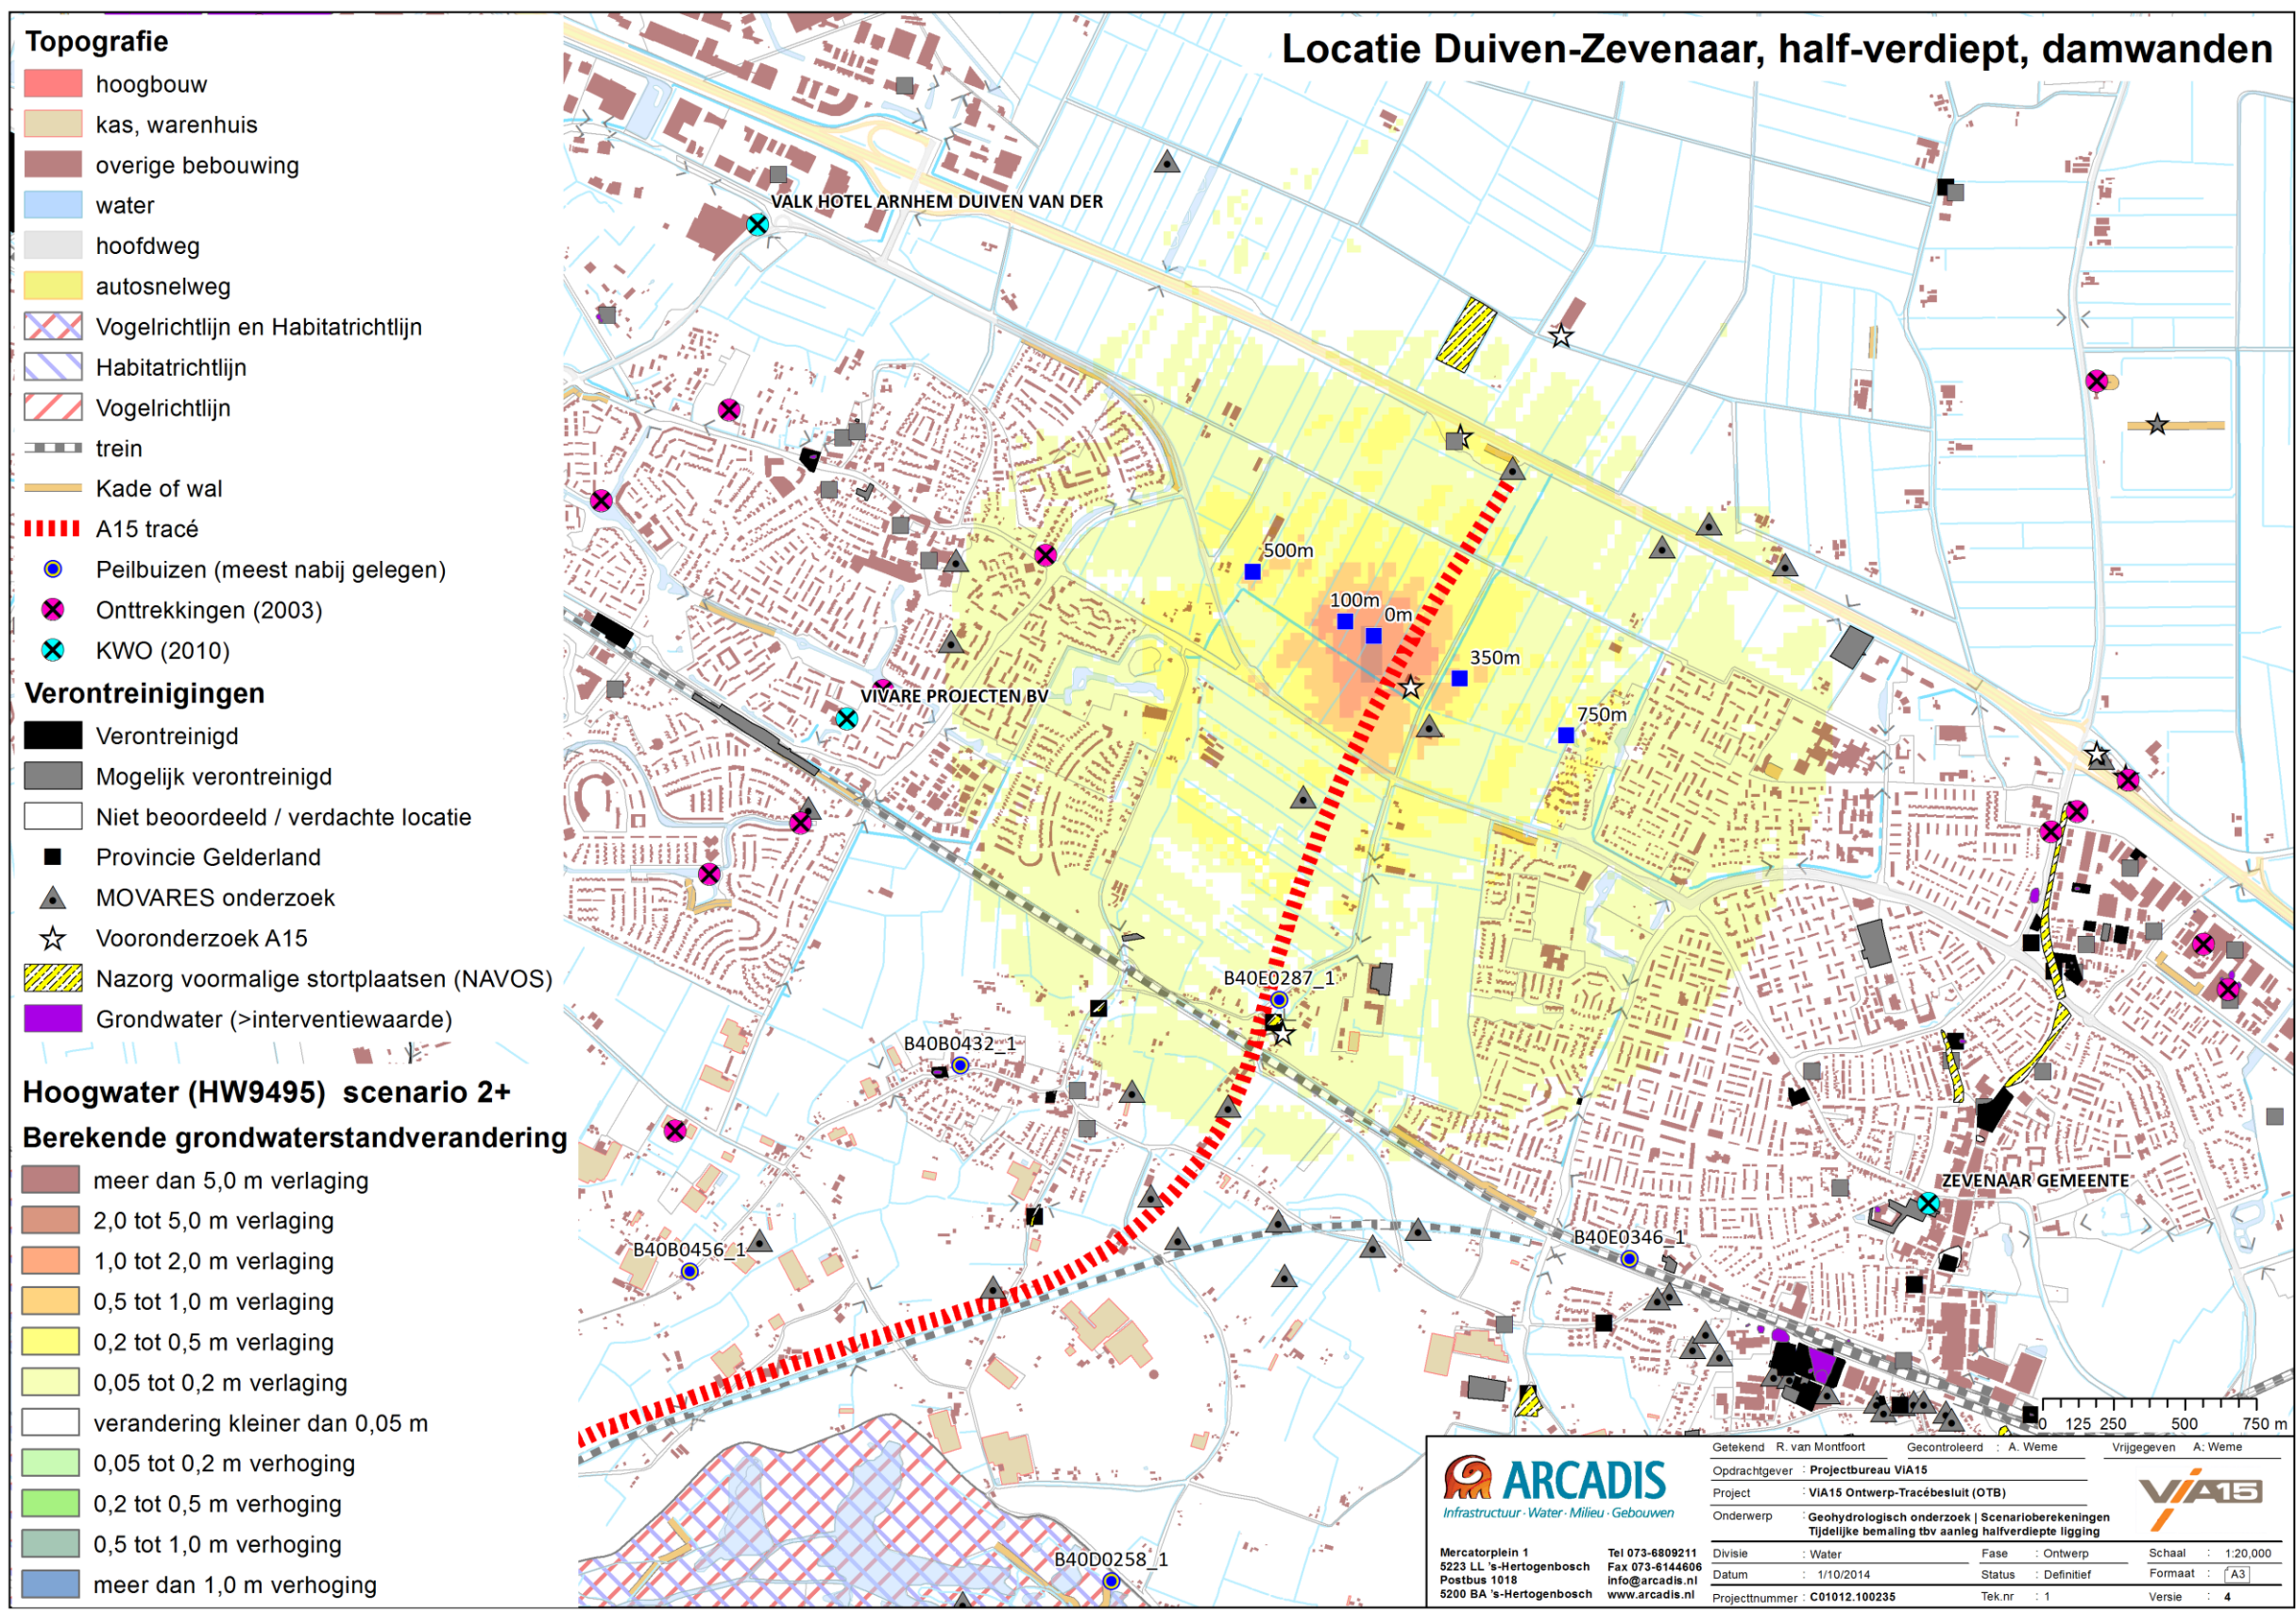 Locatie Duiven-Zevenaar, half-verdiept, damwanden
Topografie
hoogbouw
kas, warenhuis
overige bebouwing
water
hoofdweg
autosnelweg
Vogelrichtlijn en Habitatrichtlijn
Habitatrichtlijn
Vogelrichtlijn
trein
Kade of wal
A15 tracé
Peilbuizen (meest nabij gelegen)
Onttrekkingen (2003)
KWO (2010)
Verontreinigingen
Verontreinigd
Mogelijk verontreinigd
Niet beoordeeld / verdachte locatie
Provincie Gelderland
MOVARES onderzoek
Vooronderzoek A15
Nazorg voormalige stortplaatsen (NAVOS)
Grondwater (>interventiewaarde)
Hoogwater (HW9495) scenario 2+
Berekende grondwaterstandverandering
meer dan 5,0 m verlaging
2,0 tot 5,0 m verlaging
1,0 tot 2,0 m verlaging
0,5 tot 1,0 m verlaging
0,2 tot 0,5 m verlaging
0,05 tot 0,2 m verlaging
verandering kleiner dan 0,05 m
0,05 tot 0,2 m verhoging
0,2 tot 0,5 m verhoging
0,5 tot 1,0 m verhoging
meer dan 1,0 m verhoging
VALK HOTEL ARNHEM DUIVEN VAN DER
500m
100m
0m
350m
VIVARE PROJECTEN BV
750m
B40E0287_1
B40B0432_1
ZEVENAAR GEMEENTE
B40E0346_1
B40B0456_1
B40D0258_1
0 125 250 500 750 m
ARCADIS
Infrastructuur · Water · Milieu · Gebouwen
Mercatorplein 1 Tel 073-6809211
5223 LL 's-Hertogenbosch Fax 073-6144606
Postbus 1018 info@arcadis.nl
5200 BA 's-Hertogenbosch www.arcadis.nl
Getekend R. van Montfoort Gecontroleerd : A. Weme Vrijgegeven A: Weme
Opdrachtgever : Projectbureau ViA15
Project : ViA15 Ontwerp-Tracébesluit (OTB)
Onderwerp : Geohydrologisch onderzoek | Scenarioberekeningen
Tijdelijke bemaling tbv aanleg halfverdiepte ligging
ViA15
Divisie : Water Fase : Ontwerp Schaal : 1:20,000
Datum : 1/10/2014 Status : Definitief Formaat : A3
Projecttnummer : C01012.100235 Tek.nr : 1 Versie : 4